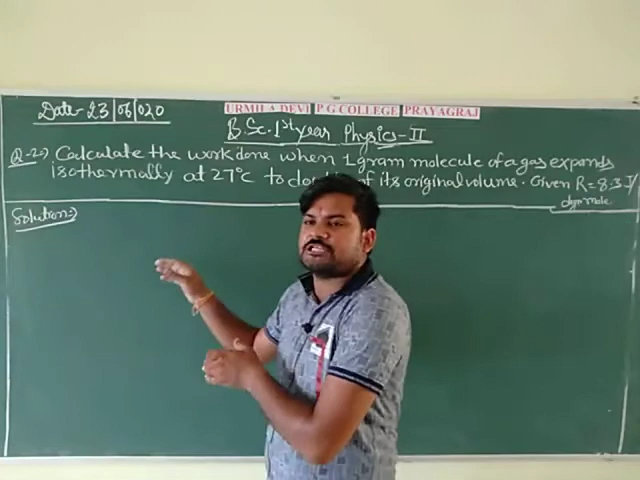 Date-23/06/020
URMILA DEVI P G COLLEGE PRAYAGRAJ
B.Sc. 1st year Physics-II
Q-2⇒ Calculate the work done when 1 gram molecule of a gas expands
isothermally at 27°C to of its original volume. Given R=8.3 J/
Solution⇒